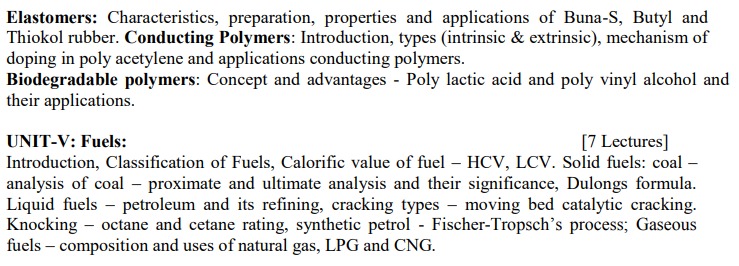 Elastomers: Characteristics, preparation, properties and applications of Buna-S, Butyl and
Thiokol rubber. Conducting Polymers: Introduction, types (intrinsic & extrinsic), mechanism of
doping in poly acetylene and applications conducting polymers.
Biodegradable polymers: Concept and advantages - Poly lactic acid and poly vinyl alcohol and
their applications.
UNIT-V: Fuels: [7 Lectures]
Introduction, Classification of Fuels, Calorific value of fuel – HCV, LCV. Solid fuels: coal –
analysis of coal – proximate and ultimate analysis and their significance, Dulongs formula.
Liquid fuels – petroleum and its refining, cracking types – moving bed catalytic cracking.
Knocking – octane and cetane rating, synthetic petrol - Fischer-Tropsch's process; Gaseous
fuels – composition and uses of natural gas, LPG and CNG.